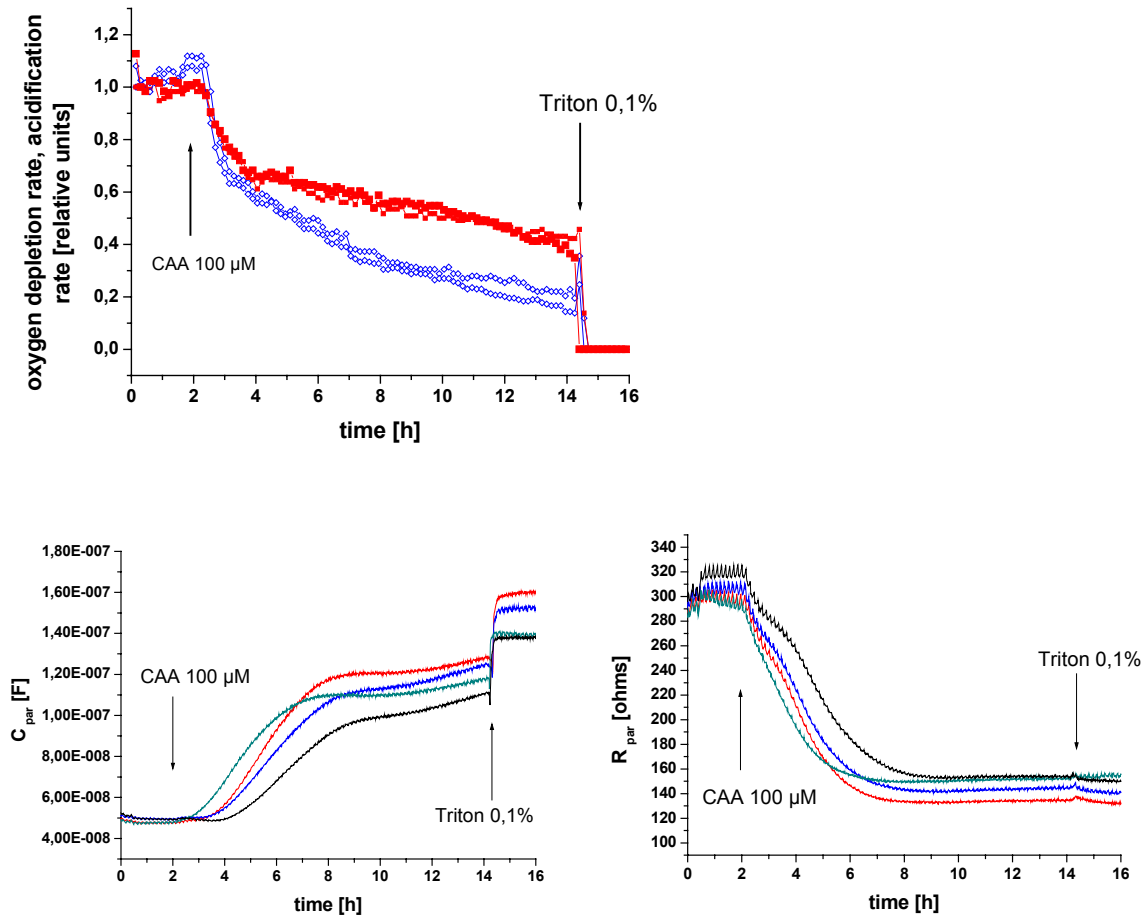 oxygen depletion rate, acidification
rate [relative units]
1,2
1,0
0,8
0,6
0,4
0,2
0,0
CAA 100 µM
Triton 0,1%
0 2 4 6 8 10 12 14 16
time [h]
C par [F]
1,80E-007
1,60E-007
1,40E-007
1,20E-007
1,00E-007
8,00E-008
6,00E-008
4,00E-008
CAA 100 µM
Triton 0,1%
0 2 4 6 8 10 12 14 16
time [h]
R par [ohms]
340
320
300
280
260
240
220
200
180
160
140
120
100
CAA 100 µM
Triton 0,1%
0 2 4 6 8 10 12 14 16
time [h]